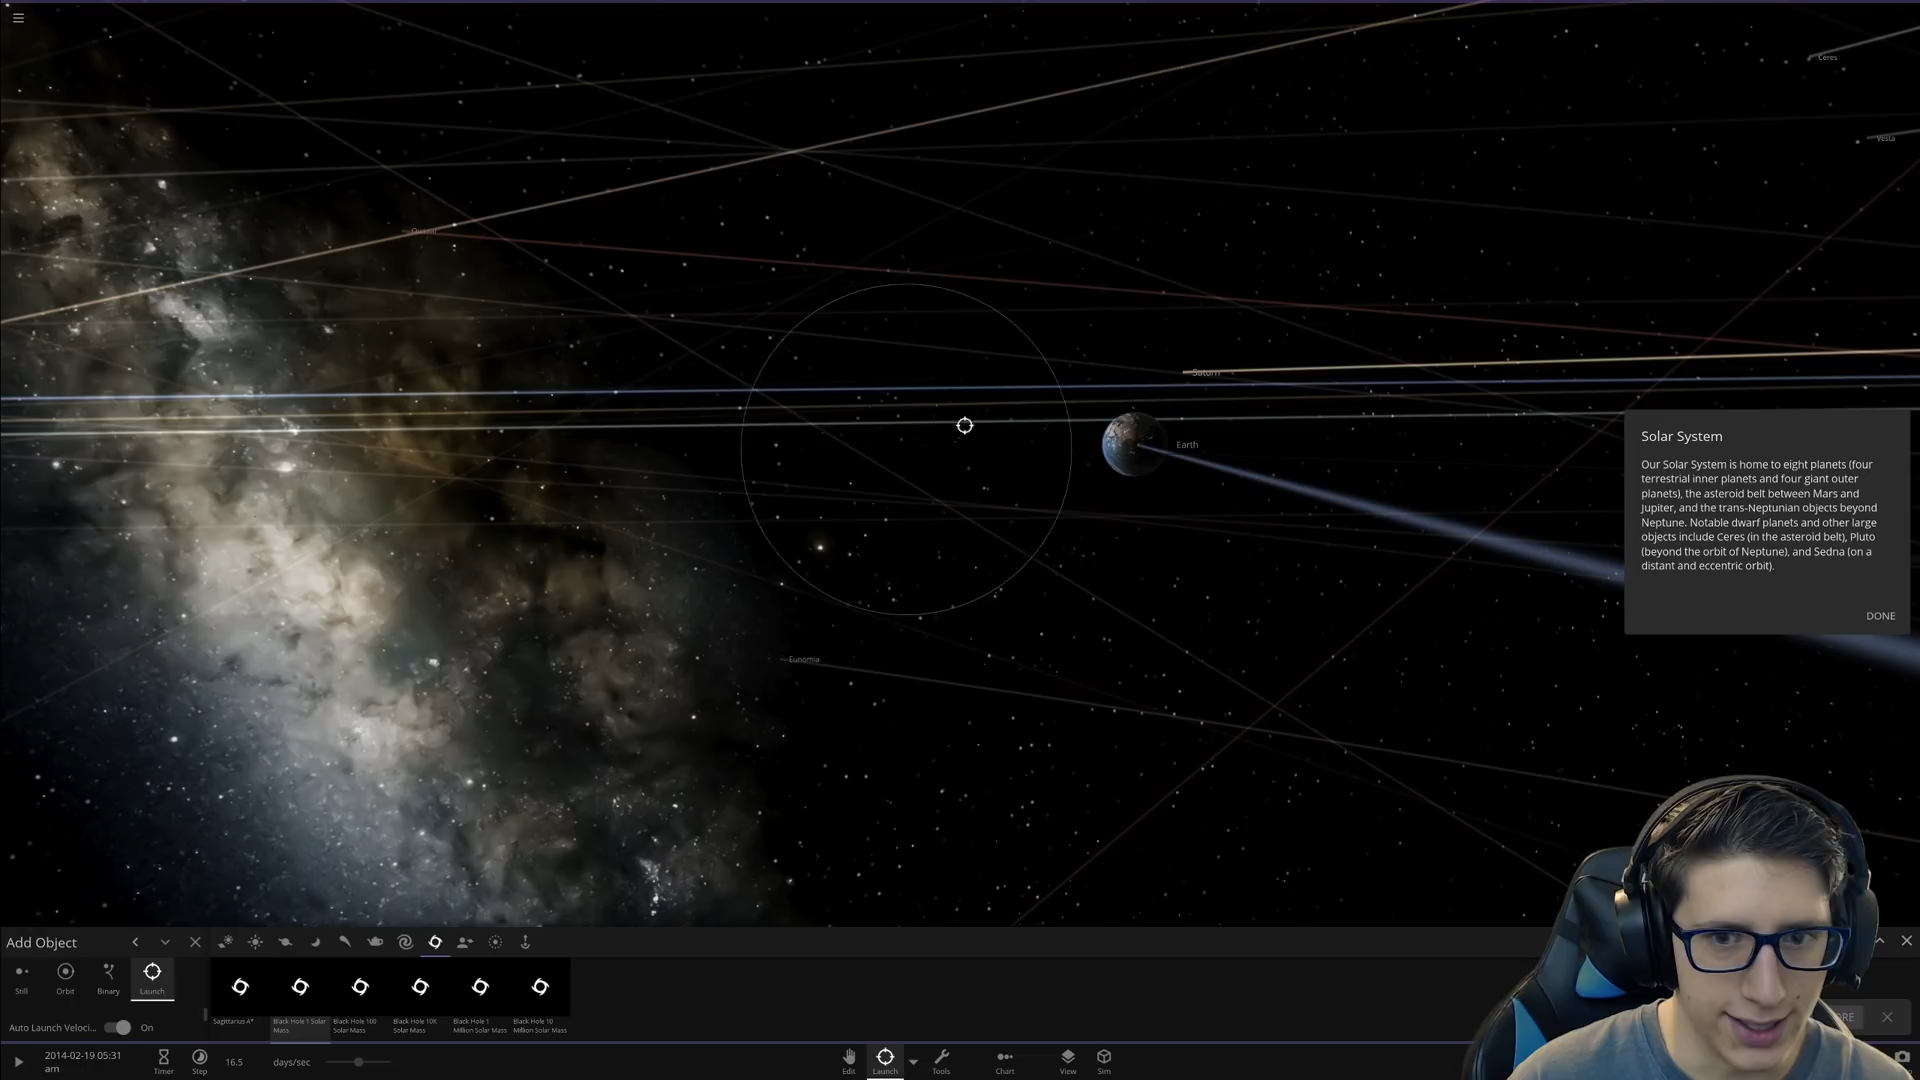 Ceres
Vesta
Saturn
Earth
Solar System
Our Solar System is home to eight planets (four
terrestrial inner planets and four giant outer
planets), the asteroid belt between Mars and
Jupiter, and the trans-Neptunian objects beyond
Neptune. Notable dwarf planets and other large
objects include Ceres (in the asteroid belt), Pluto
(beyond the orbit of Neptune), and Sedna (on a
distant and eccentric orbit).
DONE
Eunomia
Add Object
Still
Orbit
Binary
Launch
Auto Launch Veloci...
On
Sagittarius A*
Black Hole 1 Solar
Mass
Black Hole 100
Solar Mass
Black Hole 10K
Solar Mass
Black Hole 1
Million Solar Mass
Black Hole 10
Million Solar Mass
2014-02-19 05:31
am
Timer
Step
16.5
days/sec
Edit
Launch
Tools
Chart
View
Sim